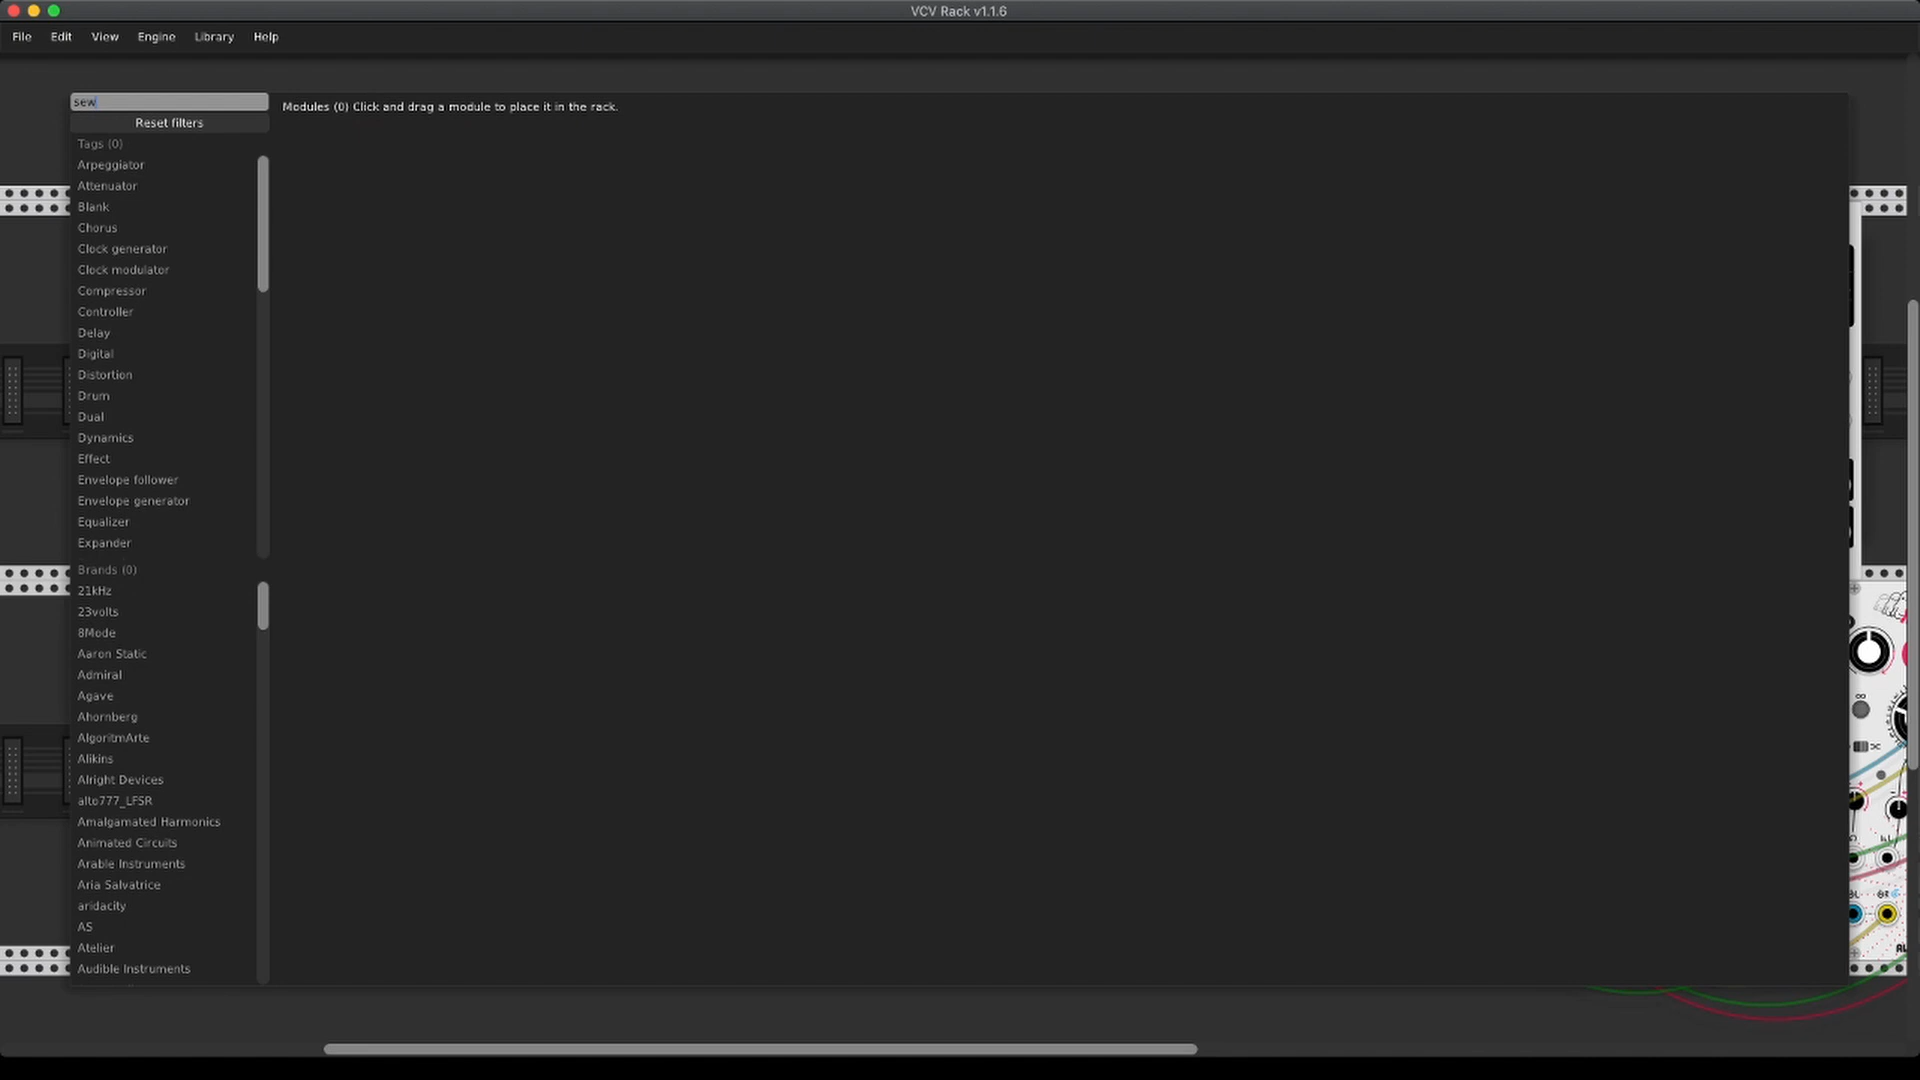 VCV Rack v1.1.6
File Edit View Engine Library Help
sew
Modules (0) Click and drag a module to place it in the rack.
Reset filters
Tags (0)
Arpeggiator
Attenuator
Blank
Chorus
Clock generator
Clock modulator
Compressor
Controller
Delay
Digital
Distortion
Drum
Dual
Dynamics
Effect
Envelope follower
Envelope generator
Equalizer
Expander
Brands (0)
21kHz
23volts
8Mode
Aaron Static
Admiral
Agave
Ahornberg
AlgoritmArte
Alikins
Alright Devices
alto777_LFSR
Amalgamated Harmonics
Animated Circuits
Arable Instruments
Aria Salvatrice
aridacity
AS
Atelier
Audible Instruments